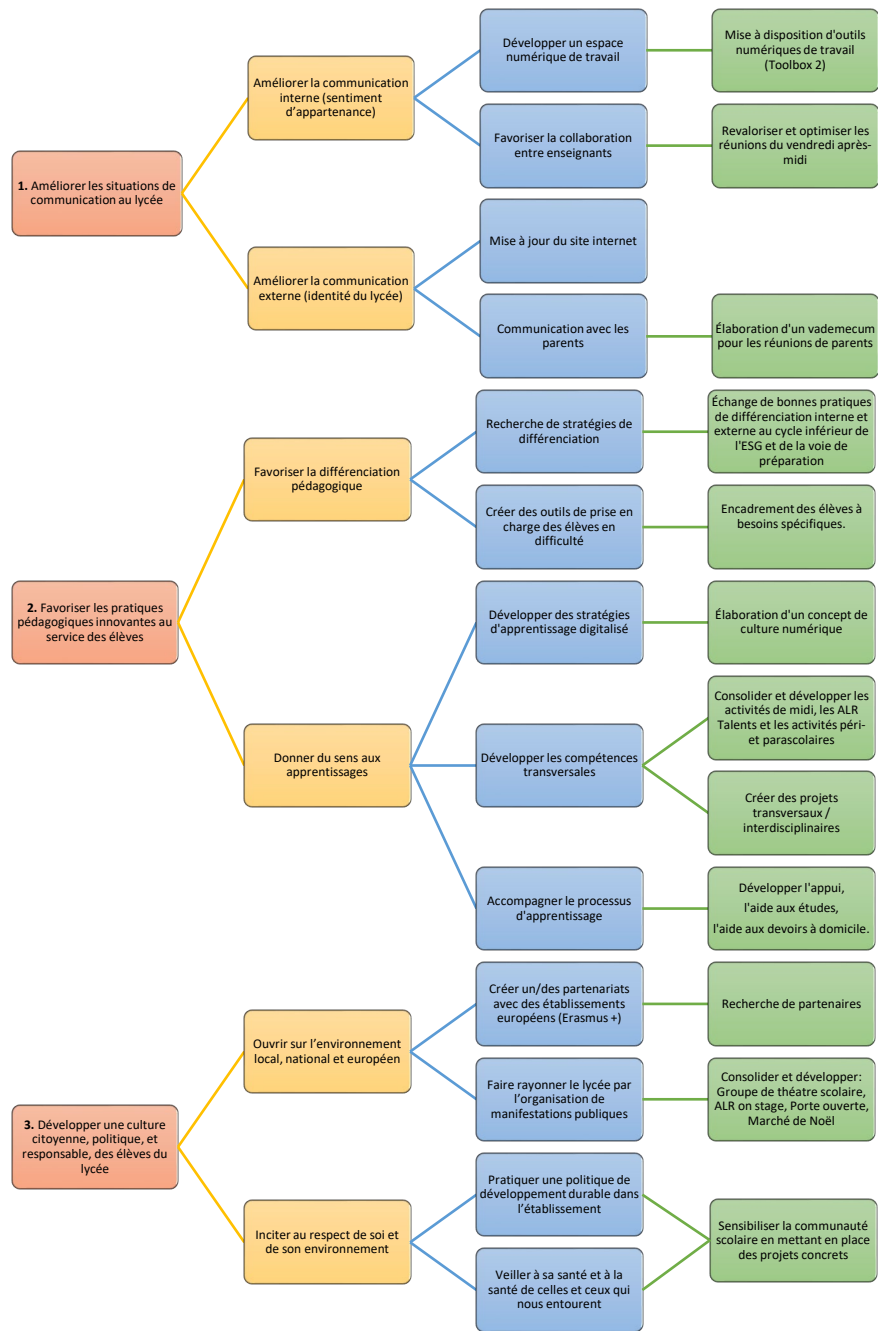 1. Améliorer les situations de
communication au lycée
Améliorer la communication
interne (sentiment
d'appartenance)
Développer un espace
numérique de travail
Mise à disposition d'outils
numériques de travail
(Toolbox 2)
Favoriser la collaboration
entre enseignants
Revaloriser et optimiser les
réunions du vendredi après-
midi
Améliorer la communication
externe (identité du lycée)
Mise à jour du site internet
Communication avec les
parents
Élaboration d'un vademecum
pour les réunions de parents
2. Favoriser les pratiques
pédagogiques innovantes au
service des élèves
Favoriser la différenciation
pédagogique
Recherche de stratégies de
différenciation
Échange de bonnes pratiques
de différenciation interne et
externe au cycle inférieur de
l'ESG et de la voie de
préparation
Créer des outils de prise en
charge des élèves en
difficulté
Encadrement des élèves à
besoins spécifiques.
Donner du sens aux
apprentissages
Développer des stratégies
d'apprentissage digitalisé
Élaboration d'un concept de
culture numérique
Développer les compétences
transversales
Consolider et développer les
activités de midi, les ALR
Talents et les activités péri-
et parascolaires
Créer des projets
transversaux /
interdisciplinaires
Accompagner le processus
d'apprentissage
Développer l'appui,
l'aide aux études,
l'aide aux devoirs à domicile.
3. Développer une culture
citoyenne, politique, et
responsable, des élèves du
lycée
Ouvrir sur l'environnement
local, national et européen
Créer un/des partenariats
avec des établissements
européens (Erasmus +)
Recherche de partenaires
Faire rayonner le lycée par
l'organisation de
manifestations publiques
Consolider et développer:
Groupe de théatre scolaire,
ALR on stage, Porte ouverte,
Marché de Noël
Inciter au respect de soi et
de son environnement
Pratiquer une politique de
développement durable dans
l'établissement
Veiller à sa santé et à la
santé de celles et ceux qui
nous entourent
Sensibiliser la communauté
scolaire en mettant en place
des projets concrets